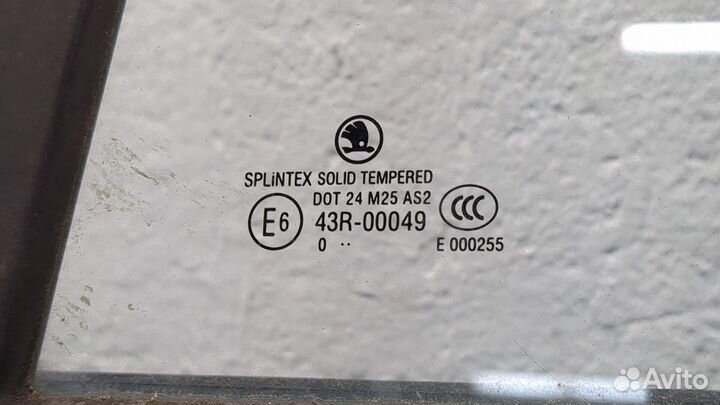 SPLiNTEX SOLID TEMPERED
DOT 24 M25 AS2
E6 43R-00049 CCC
0 ·· E 000255
Avito